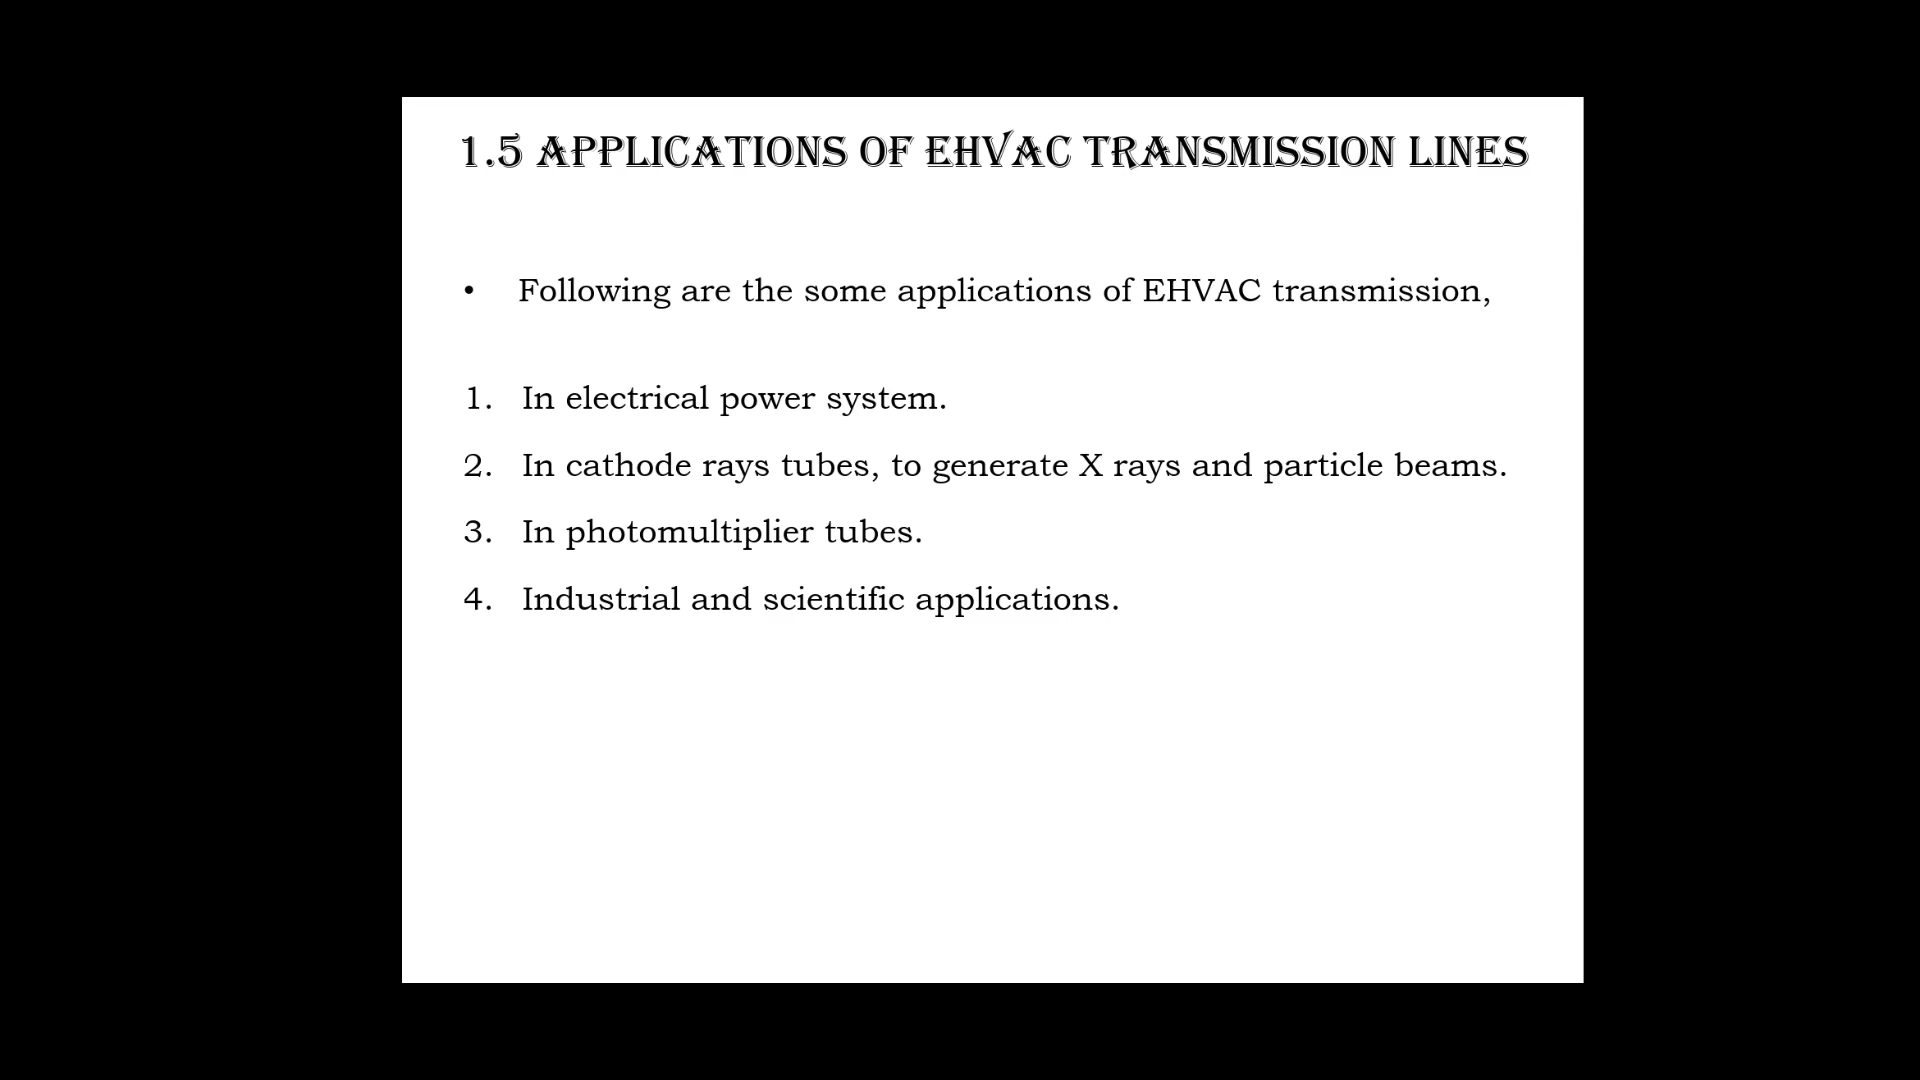 1.5 APPLICATIONS OF EHVAC TRANSMISSION LINES
• Following are the some applications of EHVAC transmission,
1. In electrical power system.
2. In cathode rays tubes, to generate X rays and particle beams.
3. In photomultiplier tubes.
4. Industrial and scientific applications.